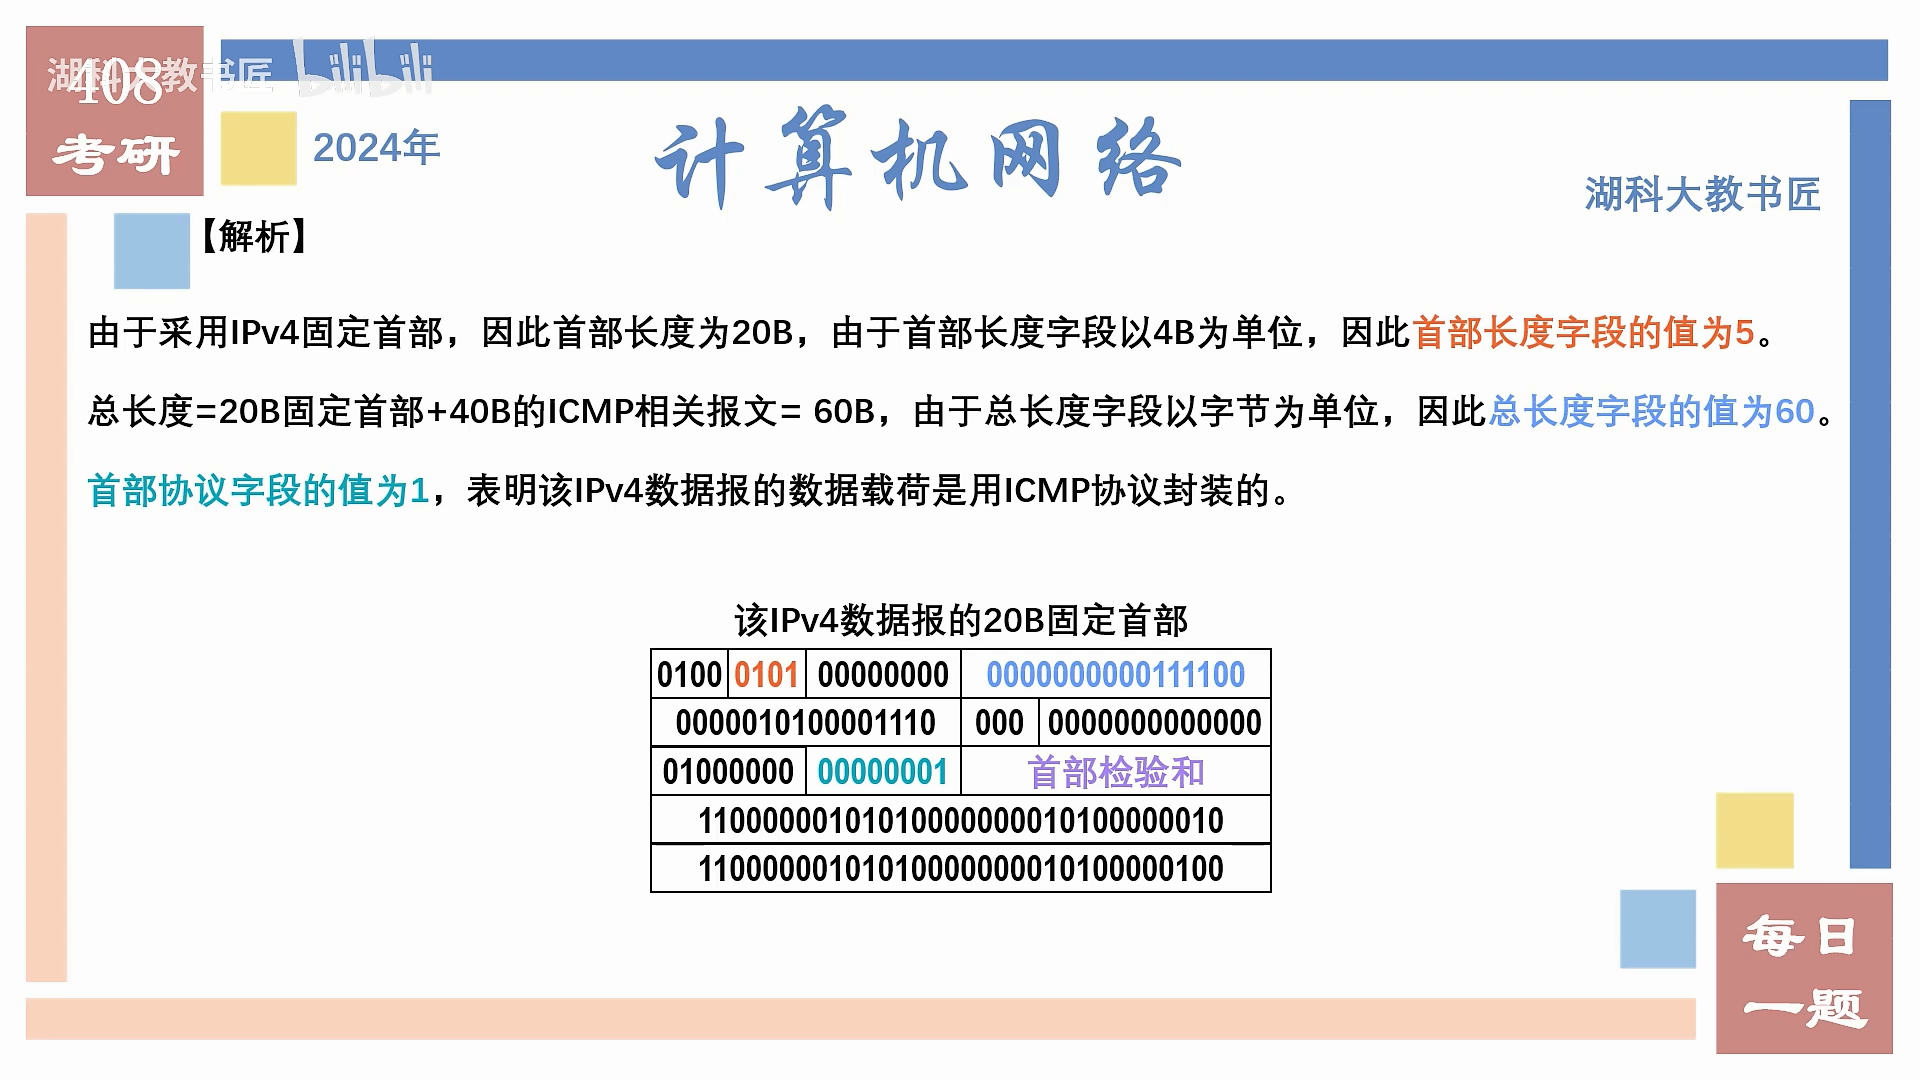 湖科大教书匠 bilibili
408
考研
2024年
计算机网络
湖科大教书匠
【解析】
由于采用IPv4固定首部，因此首部长度为20B，由于首部长度字段以4B为单位，因此首部长度字段的值为5。
总长度=20B固定首部+40B的ICMP相关报文= 60B，由于总长度字段以字节为单位，因此总长度字段的值为60。
首部协议字段的值为1，表明该IPv4数据报的数据载荷是用ICMP协议封装的。
该IPv4数据报的20B固定首部
0100 0101 00000000 0000000000111100
0000010100001110 000 0000000000000
01000000 00000001 首部检验和
11000000101010000000010100000010
11000000101010000000010100000100
每日
一题